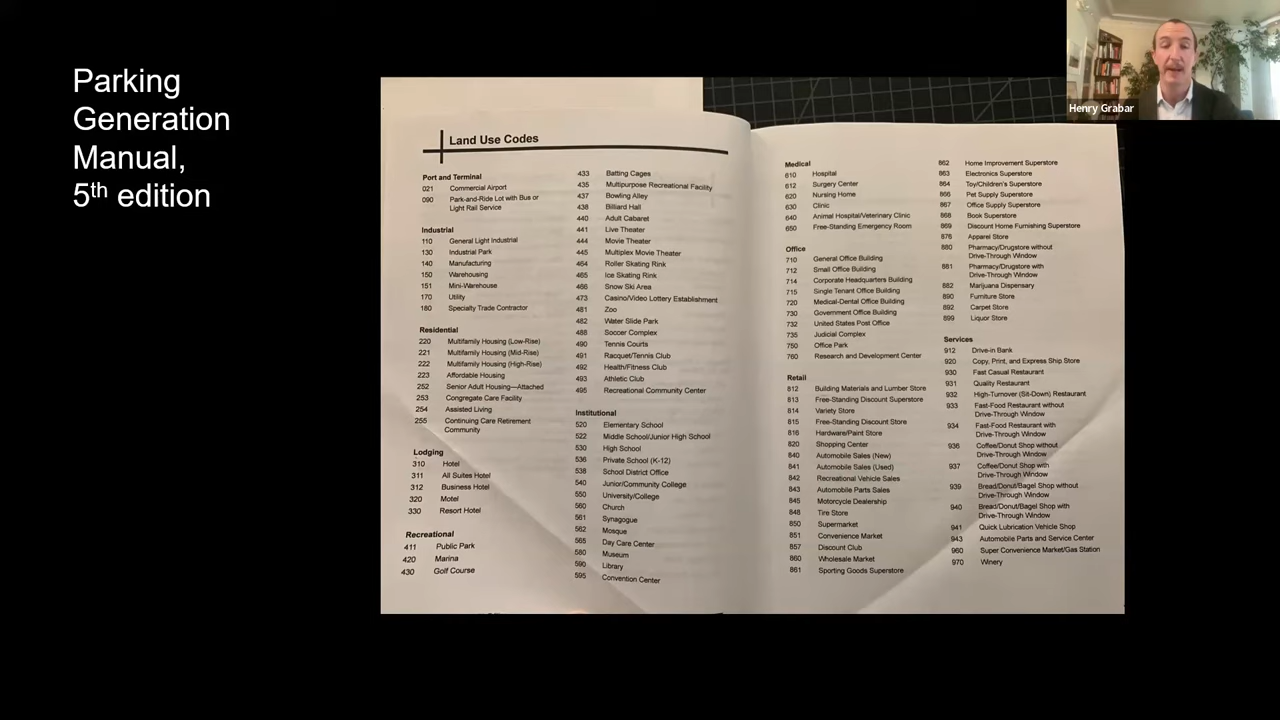 Parking
Generation
Manual,
5th edition
Henry Grabar
Land Use Codes
Port and Terminal
021 Commercial Airport
090 Park-and-Ride Lot with Bus or
Light Rail Service
Industrial
110 General Light Industrial
130 Industrial Park
140 Manufacturing
150 Warehousing
151 Mini-Warehouse
170 Utility
180 Specialty Trade Contractor
Residential
220 Multifamily Housing (Low-Rise)
221 Multifamily Housing (Mid-Rise)
222 Multifamily Housing (High-Rise)
223 Affordable Housing
252 Senior Adult Housing—Attached
253 Congregate Care Facility
254 Assisted Living
255 Continuing Care Retirement
Community
Lodging
310 Hotel
311 All Suites Hotel
312 Business Hotel
320 Motel
330 Resort Hotel
Recreational
411 Public Park
420 Marina
430 Golf Course
433 Batting Cages
435 Multipurpose Recreational Facility
437 Bowling Alley
438 Billiard Hall
440 Adult Cabaret
441 Live Theater
444 Movie Theater
445 Multiplex Movie Theater
464 Roller Skating Rink
465 Ice Skating Rink
466 Snow Ski Area
473 Casino/Video Lottery Establishment
481 Zoo
482 Water Slide Park
488 Soccer Complex
490 Tennis Courts
491 Racquet/Tennis Club
492 Health/Fitness Club
493 Athletic Club
495 Recreational Community Center
Institutional
520 Elementary School
522 Middle School/Junior High School
530 High School
536 Private School (K-12)
538 School District Office
540 Junior/Community College
550 University/College
560 Church
561 Synagogue
562 Mosque
565 Day Care Center
580 Museum
590 Library
595 Convention Center
Medical
610 Hospital
612 Surgery Center
620 Nursing Home
630 Clinic
640 Animal Hospital/Veterinary Clinic
650 Free-Standing Emergency Room
Office
710 General Office Building
712 Small Office Building
714 Corporate Headquarters Building
715 Single Tenant Office Building
720 Medical-Dental Office Building
730 Government Office Building
732 United States Post Office
735 Judicial Complex
750 Office Park
760 Research and Development Center
Retail
812 Building Materials and Lumber Store
813 Free-Standing Discount Superstore
814 Variety Store
815 Free-Standing Discount Store
816 Hardware/Paint Store
820 Shopping Center
840 Automobile Sales (New)
841 Automobile Sales (Used)
842 Recreational Vehicle Sales
843 Automobile Parts Sales
845 Motorcycle Dealership
848 Tire Store
850 Supermarket
851 Convenience Market
857 Discount Club
860 Wholesale Market
861 Sporting Goods Superstore
862 Home Improvement Superstore
863 Electronics Superstore
864 Toy/Children's Superstore
866 Pet Supply Superstore
867 Office Supply Superstore
868 Book Superstore
869 Discount Home Furnishing Superstore
876 Apparel Store
880 Pharmacy/Drugstore without
Drive-Through Window
881 Pharmacy/Drugstore with
Drive-Through Window
882 Marijuana Dispensary
890 Furniture Store
892 Carpet Store
899 Liquor Store
Services
912 Drive-in Bank
920 Copy, Print, and Express Ship Store
930 Fast Casual Restaurant
931 Quality Restaurant
932 High-Turnover (Sit-Down) Restaurant
933 Fast-Food Restaurant without
Drive-Through Window
934 Fast-Food Restaurant with
Drive-Through Window
936 Coffee/Donut Shop without
Drive-Through Window
937 Coffee/Donut Shop with
Drive-Through Window
939 Bread/Donut/Bagel Shop without
Drive-Through Window
940 Bread/Donut/Bagel Shop with
Drive-Through Window
941 Quick Lubrication Vehicle Shop
943 Automobile Parts and Service Center
960 Super Convenience Market/Gas Station
970 Winery